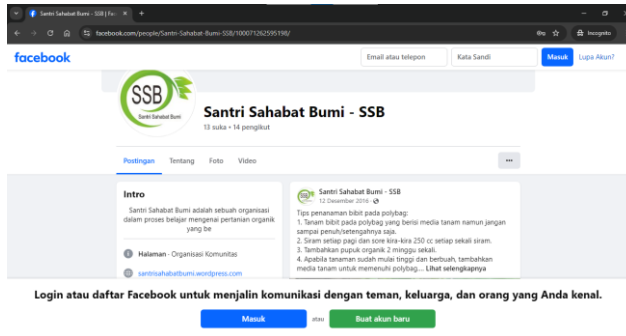 Santri Sahabat Bumi - SSB | Fac
facebook.com/people/Santri-Sahabat-Bumi-SSB/100071262595198/
Incognito
facebook
Email atau telepon
Kata Sandi
Masuk
Lupa Akun?
SSB
Santri Sahabat Bumi
Santri Sahabat Bumi - SSB
13 suka • 14 pengikut
Postingan
Tentang
Foto
Video
Intro
Santri Sahabat Bumi adalah sebuah organisasi
dalam proses belajar mengenai pertanian organik
yang be
Halaman · Organisasi Komunitas
santrisahabatbumi.wordpress.com
Santri Sahabat Bumi - SSB
12 Desember 2016 ·
Tips penanaman bibit pada polybag:
1. Tanam bibit pada polybag yang berisi media tanam namun jangan
sampai penuh/setengahnya saja.
2. Siram setiap pagi dan sore kira-kira 250 cc setiap sekali siram.
3. Tambahkan pupuk organik 2 minggu sekali.
4. Apabila tanaman sudah mulai tinggi dan berbuah, tambahkan
media tanam untuk memenuhi polybag... Lihat selengkapnya
Login atau daftar Facebook untuk menjalin komunikasi dengan teman, keluarga, dan orang yang Anda kenal.
Masuk
atau
Buat akun baru